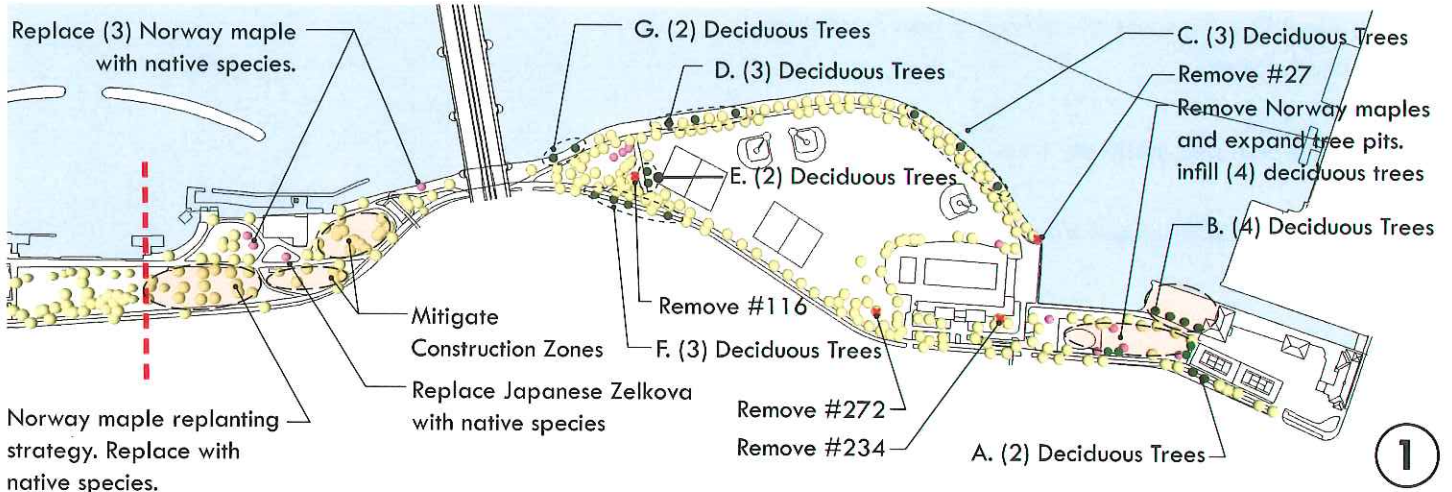 Replace (3) Norway maple
with native species.
G. (2) Deciduous Trees
D. (3) Deciduous Trees
C. (3) Deciduous Trees
Remove #27
Remove Norway maples
and expand tree pits.
infill (4) deciduous trees
E. (2) Deciduous Trees
B. (4) Deciduous Trees
Remove #116
Mitigate
Construction Zones
F. (3) Deciduous Trees
Replace Japanese Zelkova
with native species
Norway maple replanting
strategy. Replace with
native species.
Remove #272
Remove #234
A. (2) Deciduous Trees
1